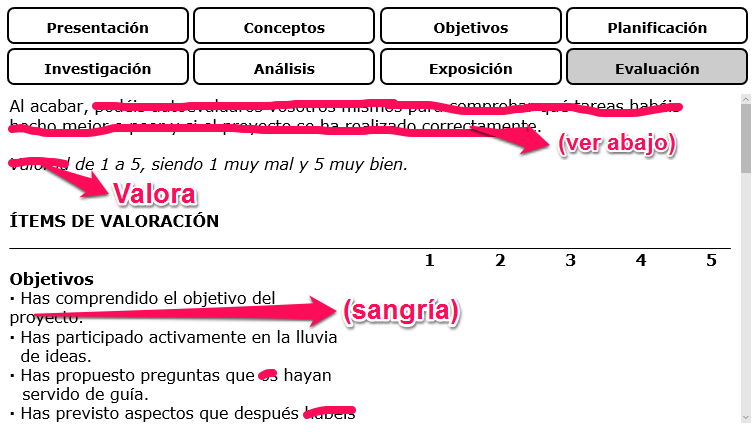 Presentación Conceptos Objetivos Planificación
Investigación Análisis Exposición Evaluación
Al acabar, podéis autoevaluaros vosotros mismos para comprobar qué tareas habéis
hecho mejor o peor y si el proyecto se ha realizado correctamente.
(ver abajo)
Valorad de 1 a 5, siendo 1 muy mal y 5 muy bien.
Valora
ÍTEMS DE VALORACIÓN
1 2 3 4 5
Objetivos
· Has comprendido el objetivo del
proyecto.
(sangría)
· Has participado activamente en la lluvia
de ideas.
· Has propuesto preguntas que os hayan
servido de guía.
· Has previsto aspectos que después habéis